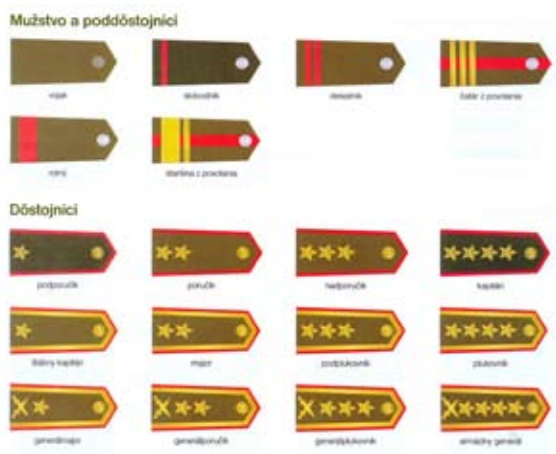 Mužstvo a poddôstojníci
vojak slobodník desiatnik čatár z povolania
rotný staršina z povolania
Dôstojníci
podporučík poručík nadporučík kapitán
štábny kapitán major podplukovník plukovník
generálmajor generálporučík generálplukovník armádny generál